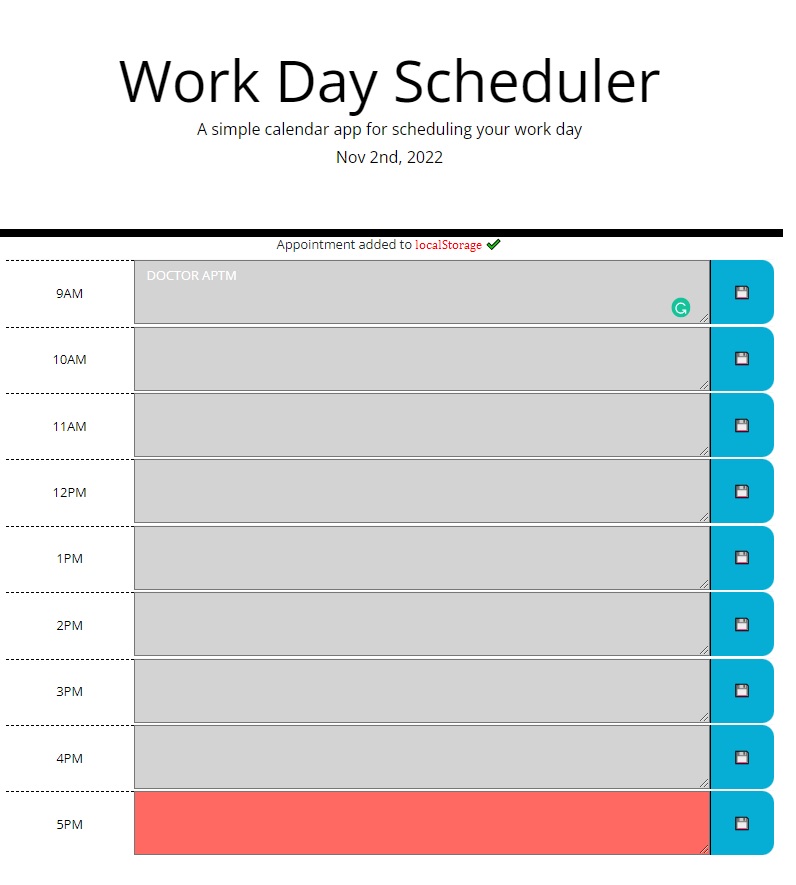 Work Day Scheduler
A simple calendar app for scheduling your work day
Nov 2nd, 2022
Appointment added to localStorage ✔
9AM
DOCTOR APTM
10AM
11AM
12PM
1PM
2PM
3PM
4PM
5PM